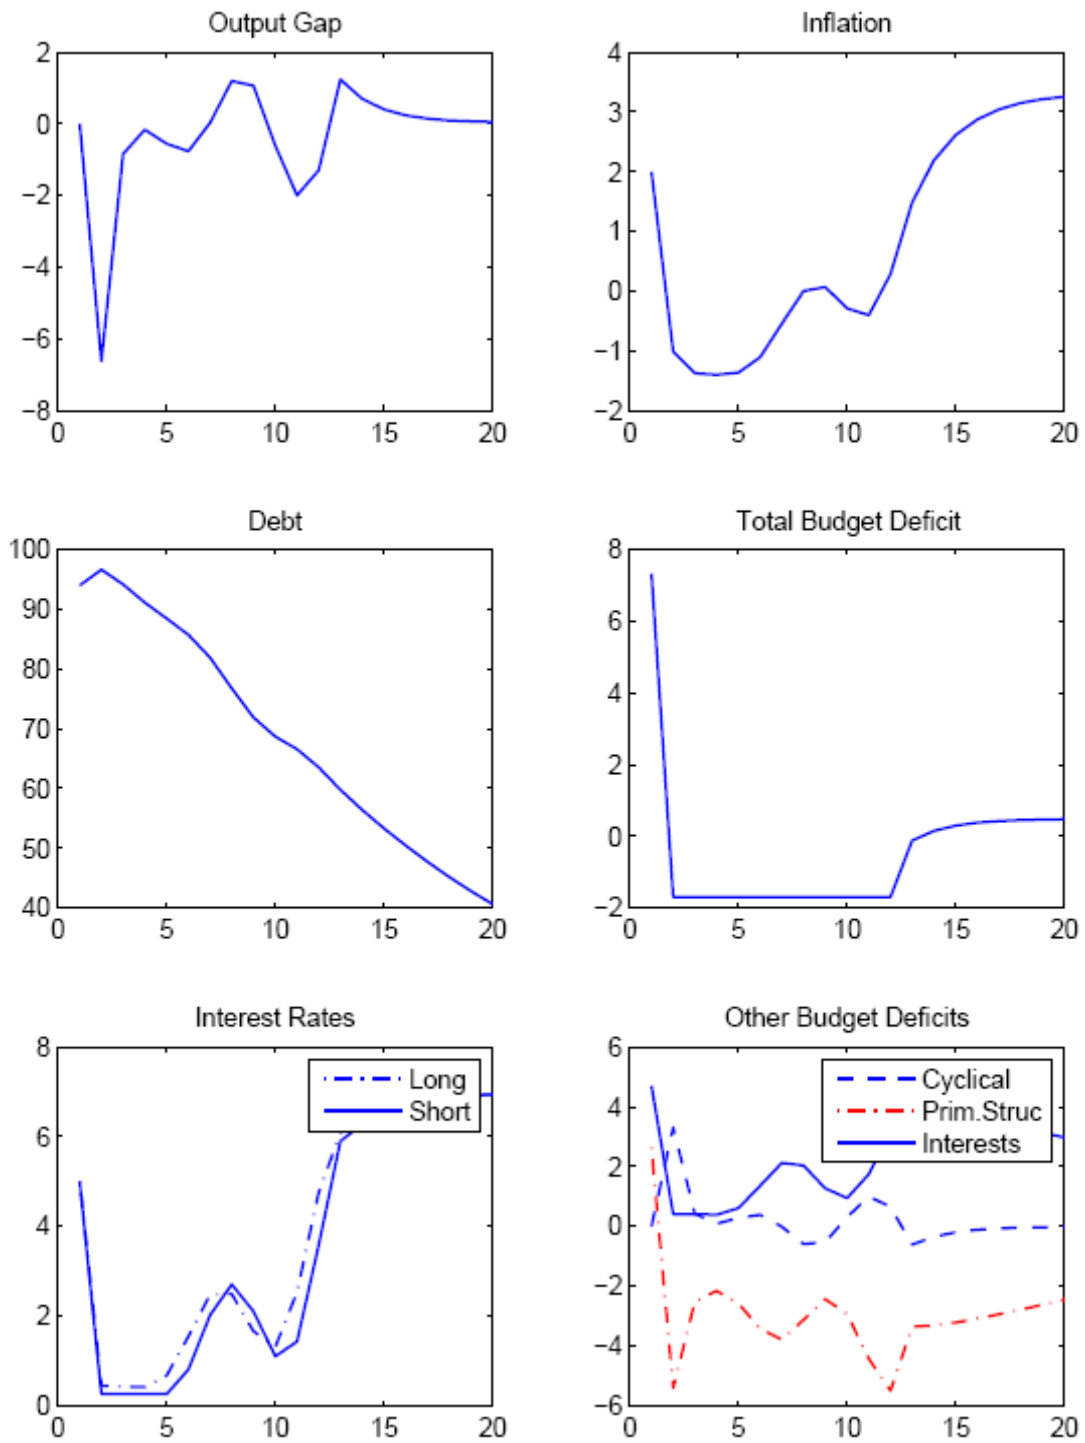 Output Gap
2
0
−2
−4
−6
−8
0 5 10 15 20
Inflation
4
3
2
1
0
−1
−2
0 5 10 15 20
Debt
100
90
80
70
60
50
40
0 5 10 15 20
Total Budget Deficit
8
6
4
2
0
−2
0 5 10 15 20
Interest Rates
8
6
4
2
0
0 5 10 15 20
Long
Short
Other Budget Deficits
6
4
2
0
−2
−4
−6
0 5 10 15 20
Cyclical
Prim.Struc
Interests